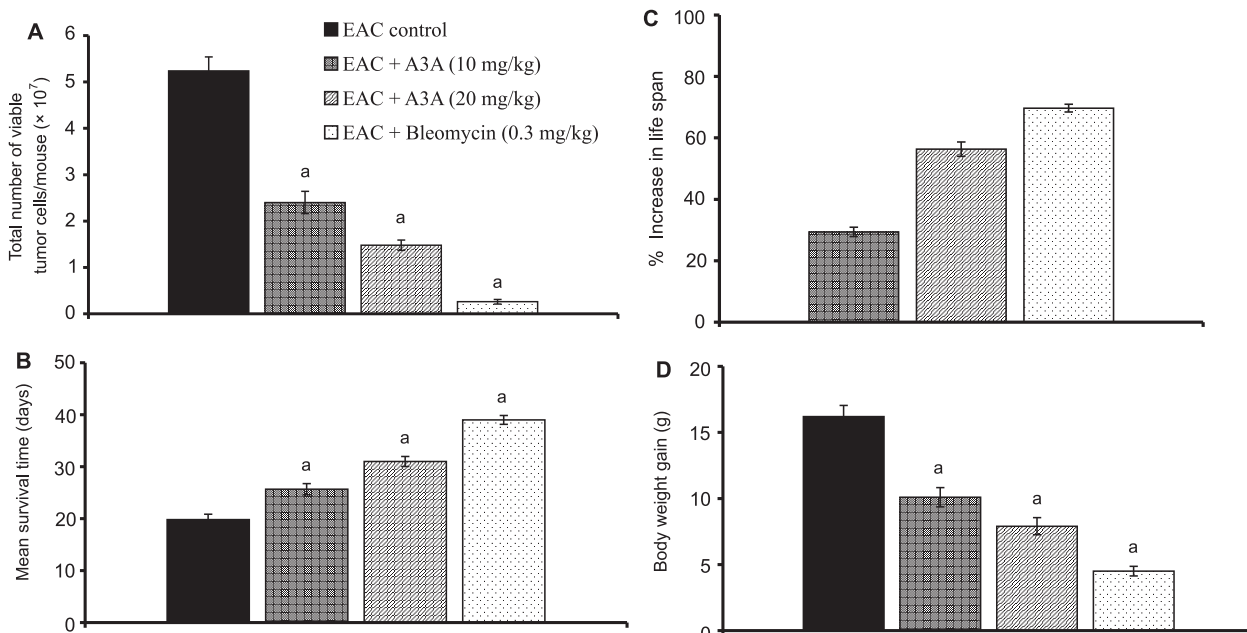 A
Total number of viable
tumor cells/mouse (× 10⁷)
6
5
4
3
2
1
0
EAC control
EAC + A3A (10 mg/kg)
EAC + A3A (20 mg/kg)
EAC + Bleomycin (0.3 mg/kg)
a
a
a
C
% Increase in life span
100
80
60
40
20
0
B
Mean survival time (days)
50
40
30
20
10
0
a
a
a
D
Body weight gain (g)
20
15
10
5
0
a
a
a